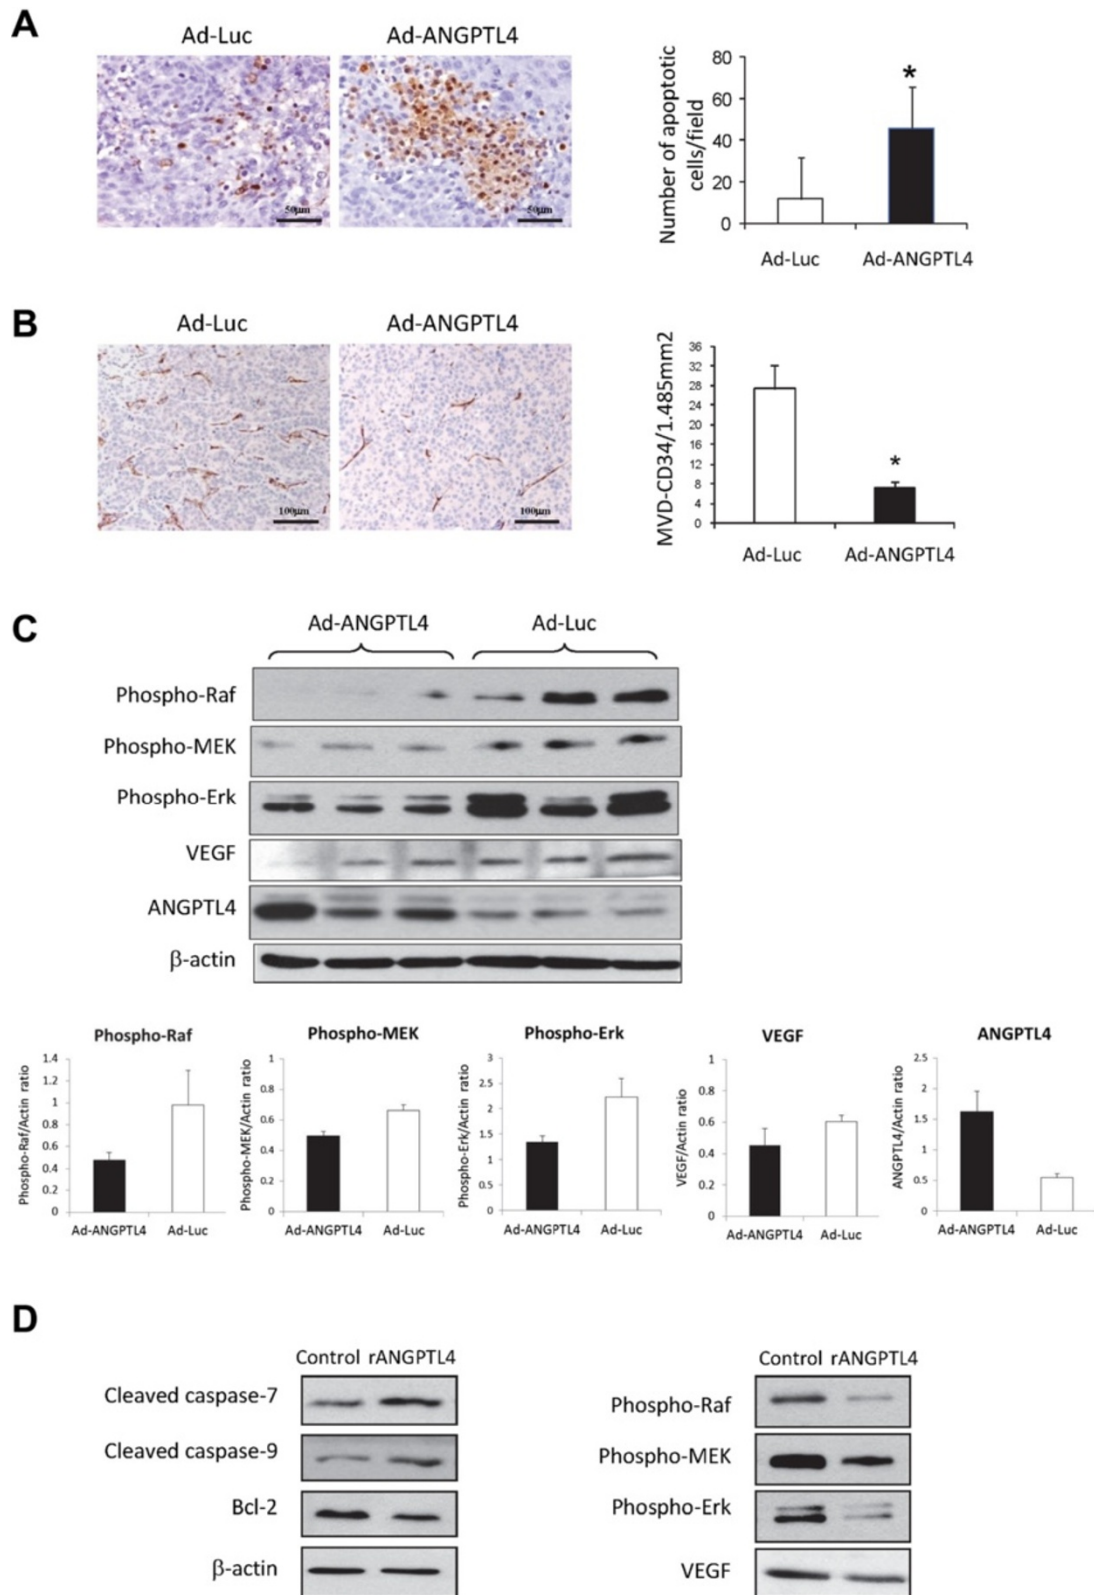 A
Ad-Luc Ad-ANGPTL4
50μm 50μm
Number of apoptotic
cells/field
80
60
40
20
0
*
Ad-Luc Ad-ANGPTL4
B
Ad-Luc Ad-ANGPTL4
100μm 100μm
MVD-CD34/1.485mm2
36
32
28
24
20
16
12
8
4
0
*
Ad-Luc Ad-ANGPTL4
C
Ad-ANGPTL4 Ad-Luc
Phospho-Raf
Phospho-MEK
Phospho-Erk
VEGF
ANGPTL4
β-actin
Phospho-Raf
Phospho-Raf/Actin ratio
1.4
1.2
1
0.8
0.6
0.4
0.2
0
Ad-ANGPTL4 Ad-Luc
Phospho-MEK
Phospho-MEK/Actin ratio
1
0.8
0.6
0.4
0.2
0
Ad-ANGPTL4 Ad-Luc
Phospho-Erk
Phospho-Erk/Actin ratio
3
2.5
2
1.5
1
0.5
0
Ad-ANGPTL4 Ad-Luc
VEGF
VEGF/Actin ratio
1
0.8
0.6
0.4
0.2
0
Ad-ANGPTL4 Ad-Luc
ANGPTL4
ANGPTL4/Actin ratio
2.5
2
1.5
1
0.5
0
Ad-ANGPTL4 Ad-Luc
D
Control rANGPTL4
Cleaved caspase-7
Cleaved caspase-9
Bcl-2
β-actin
Control rANGPTL4
Phospho-Raf
Phospho-MEK
Phospho-Erk
VEGF